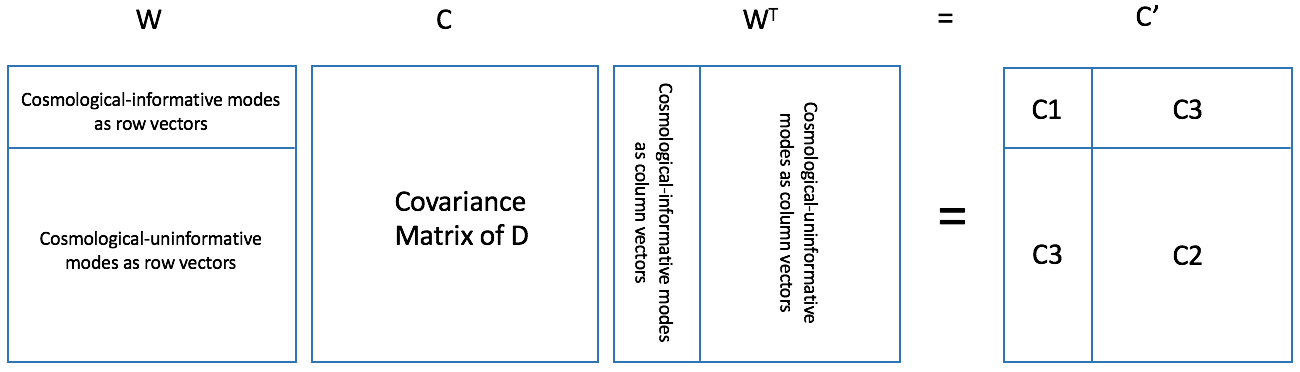 W C Wᵀ = C’
Cosmological-informative modes
as row vectors
Cosmological-uninformative
modes as row vectors
Covariance
Matrix of D
Cosmological-informative modes
as column vectors
Cosmological-uninformative
modes as column vectors
=
C1 C3
C3 C2